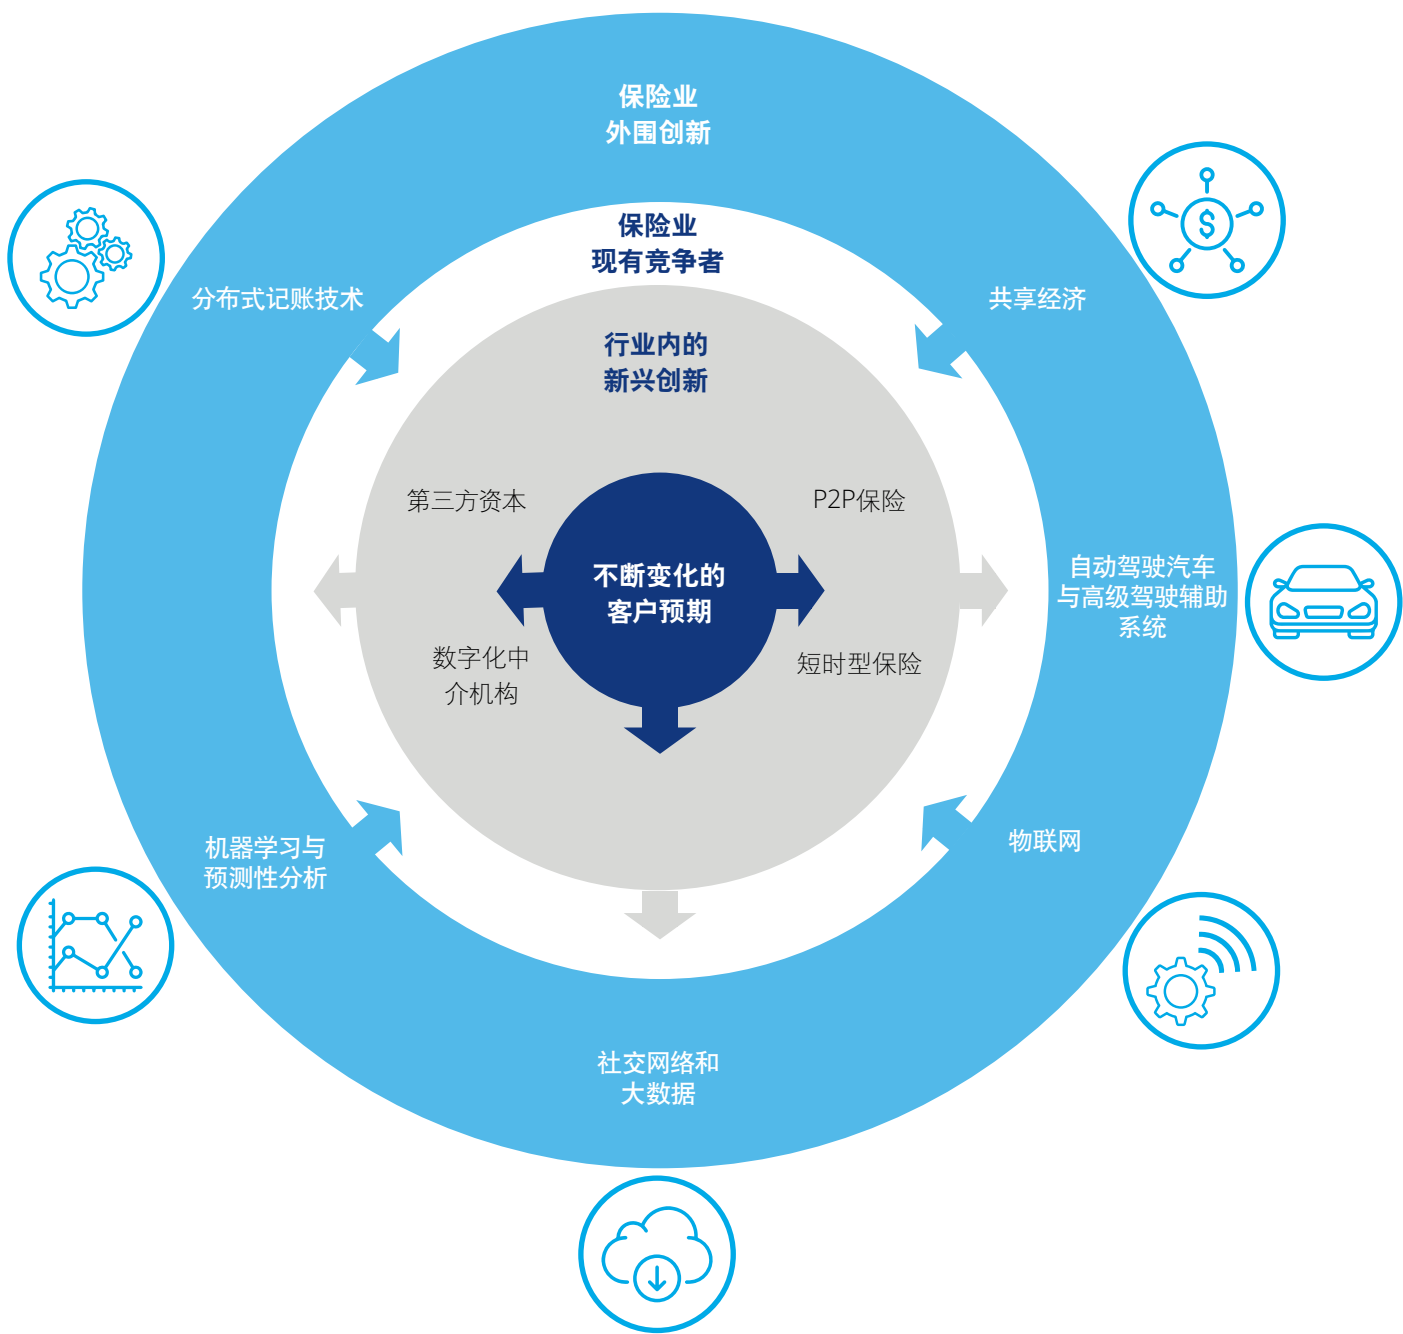 保险业
外围创新
保险业
现有竞争者
分布式记账技术
共享经济
行业内的
新兴创新
第三方资本
P2P保险
不断变化的
客户预期
自动驾驶汽车
与高级驾驶辅助
系统
数字化中
介机构
短时型保险
机器学习与
预测性分析
物联网
社交网络和
大数据
$